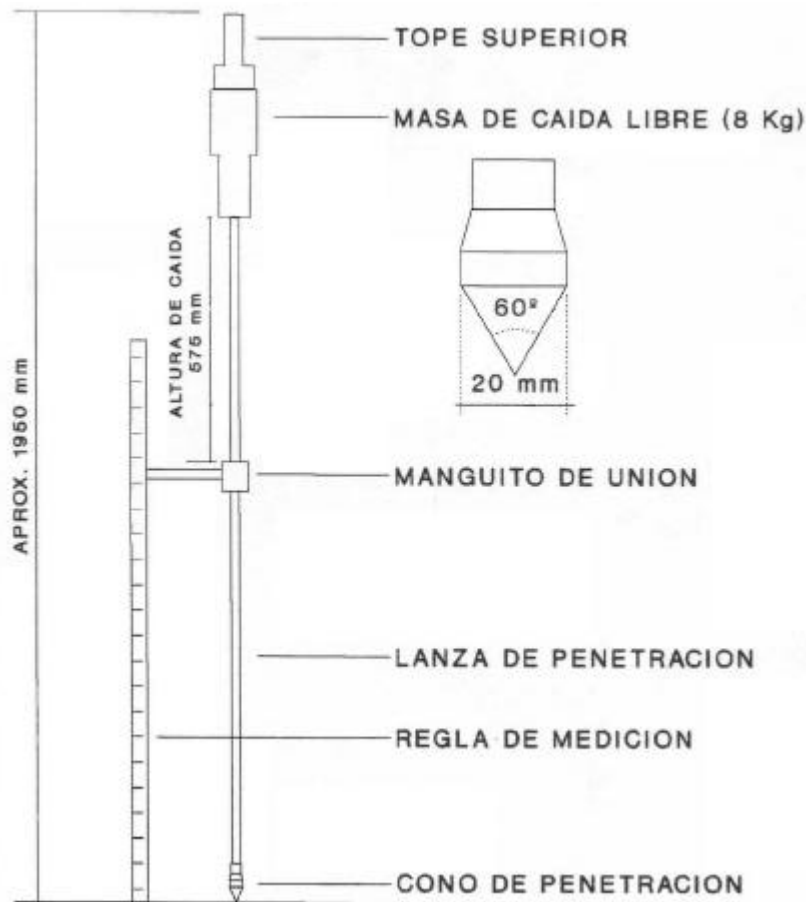 TOPE SUPERIOR
MASA DE CAIDA LIBRE (8 Kg)
ALTURA DE CAIDA
575 mm
60º
20 mm
APROX. 1950 mm
MANGUITO DE UNION
LANZA DE PENETRACION
REGLA DE MEDICION
CONO DE PENETRACION